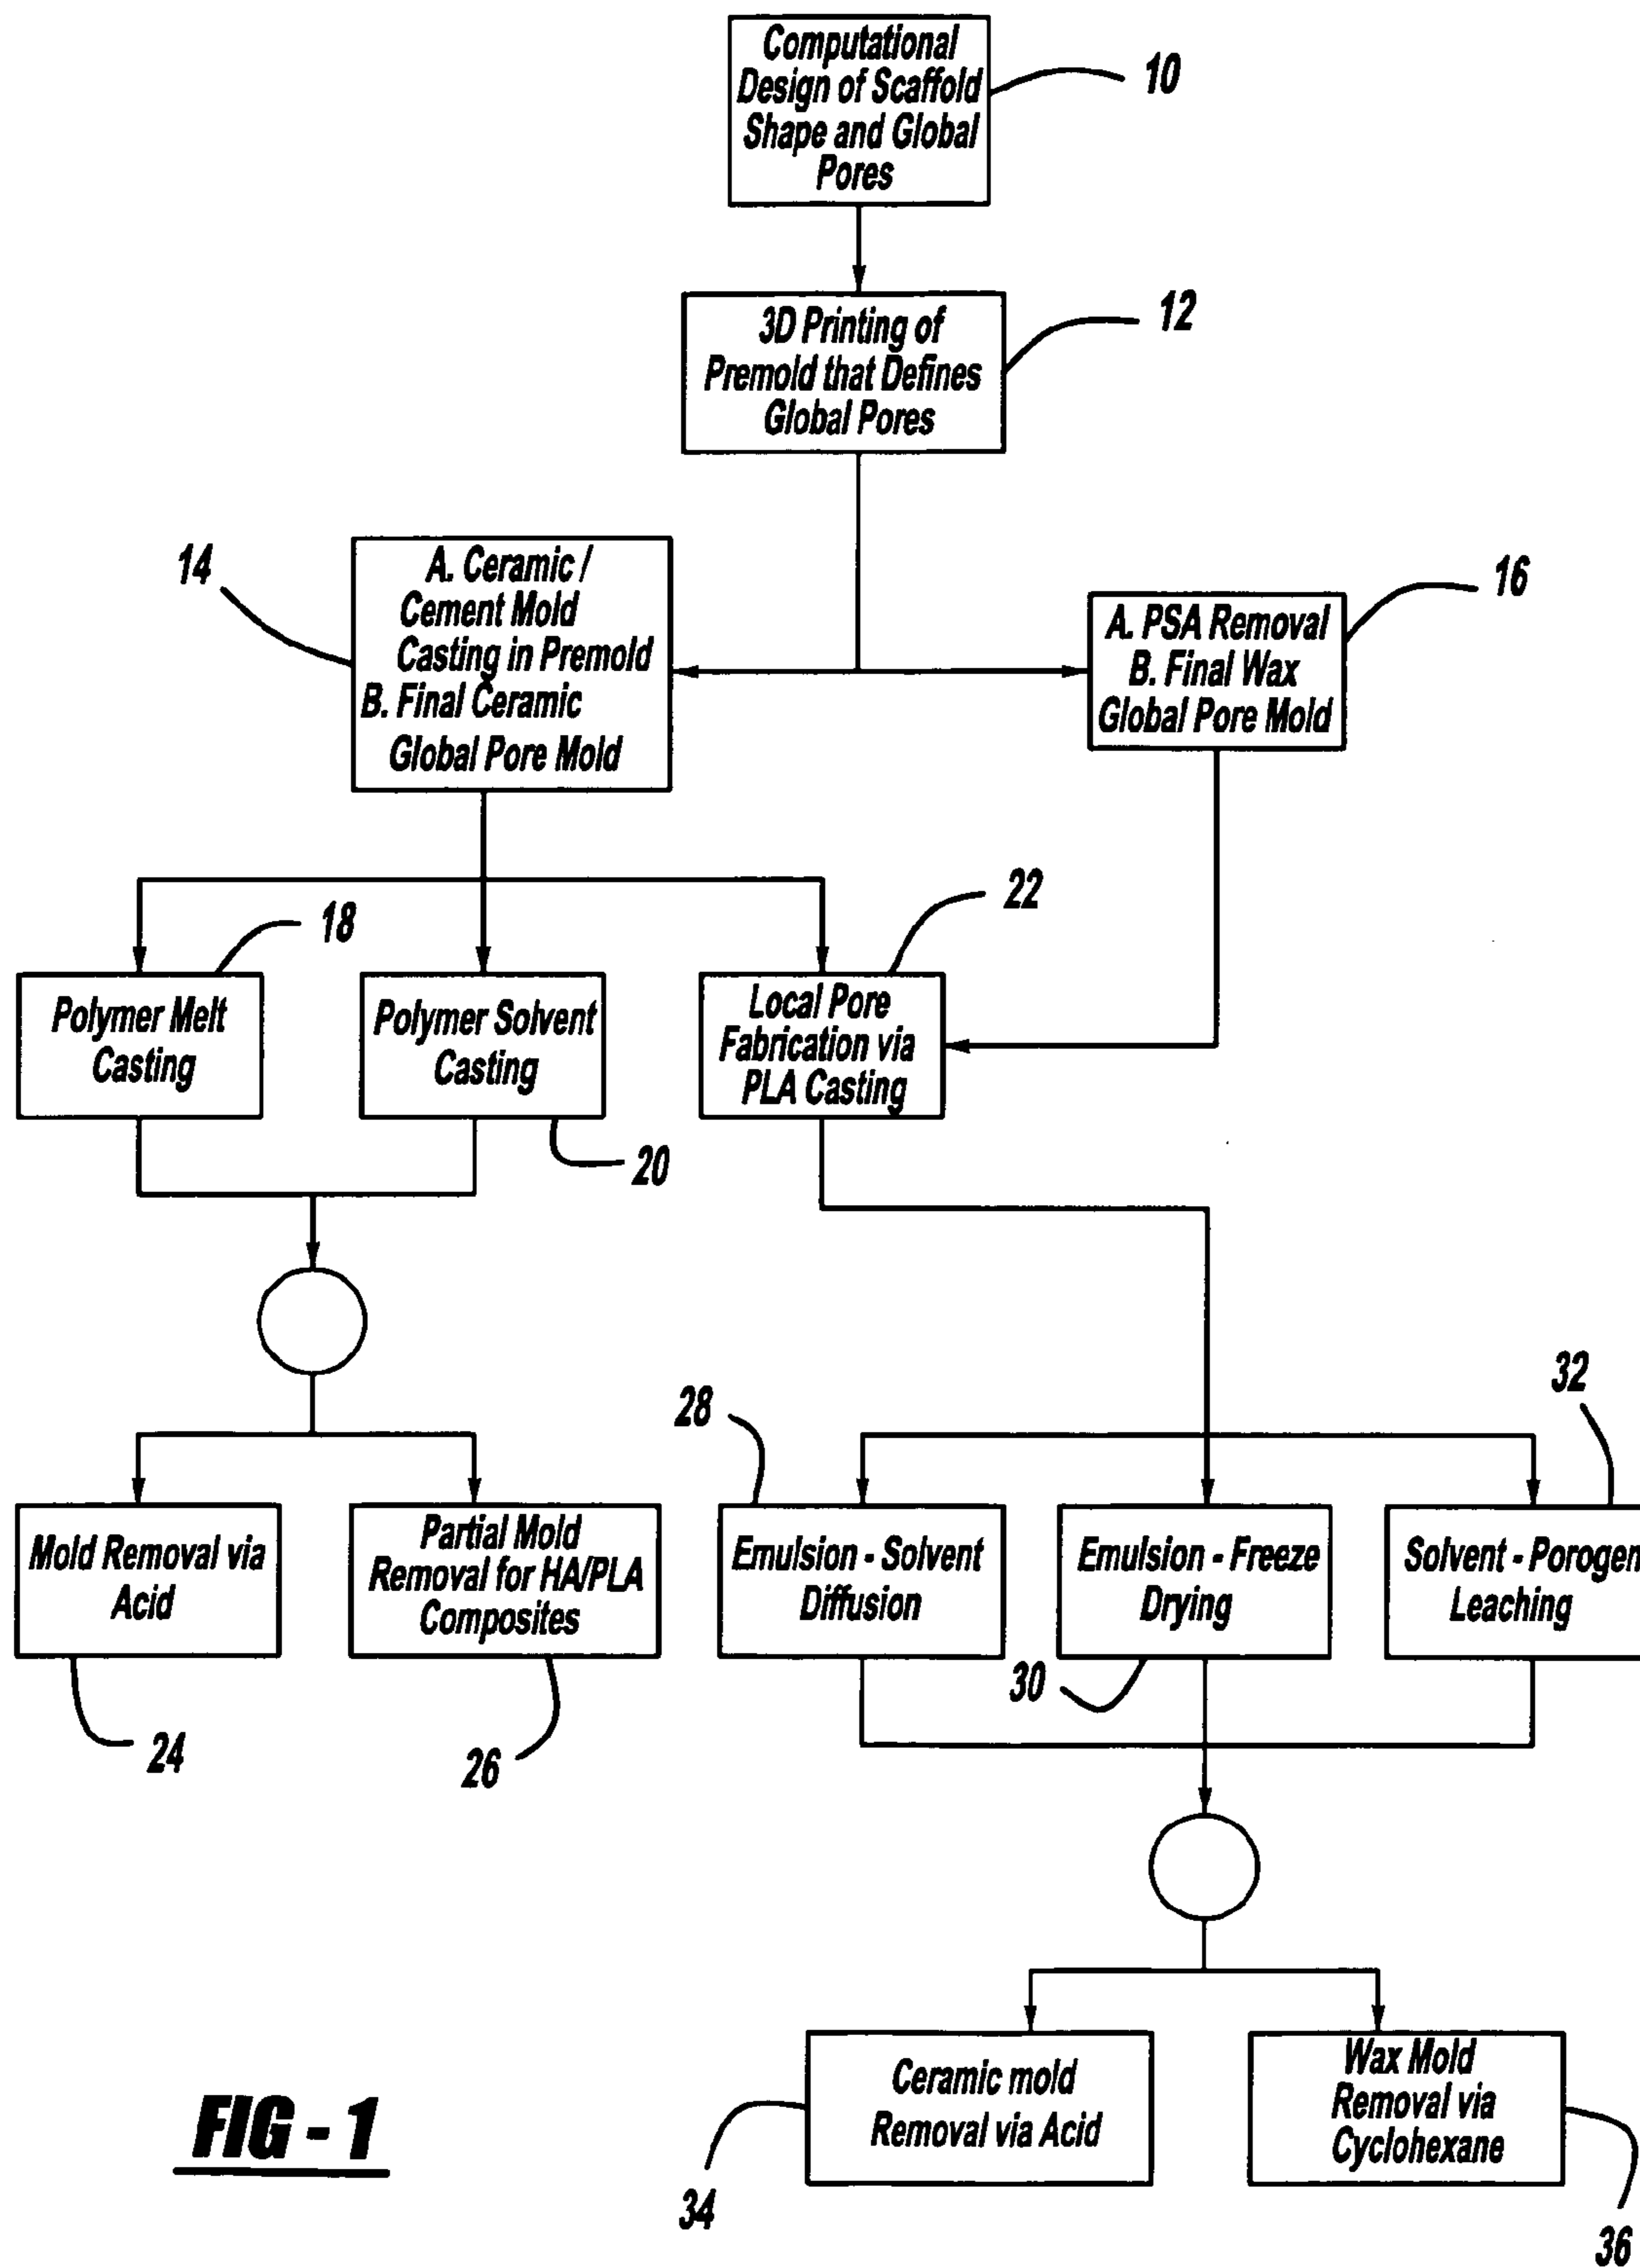 Computational
Design of Scaffold
Shape and Global
Pores
10
3D Printing of
Premold that Defines
Global Pores
12
14
A. Ceramic /
Cement Mold
Casting in Premold
B. Final Ceramic
Global Pore Mold
16
A. PSA Removal
B. Final Wax
Global Pore Mold
18
22
Polymer Melt
Casting
Polymer Solvent
Casting
Local Pore
Fabrication via
PLA Casting
20
28
32
Mold Removal via
Acid
Partial Mold
Removal for HA/PLA
Composites
Emulsion - Solvent
Diffusion
Emulsion - Freeze
Drying
Solvent - Porogen
Leaching
24
26
30
Ceramic mold
Removal via Acid
Wax Mold
Removal via
Cyclohexane
34
36
FIG - 1